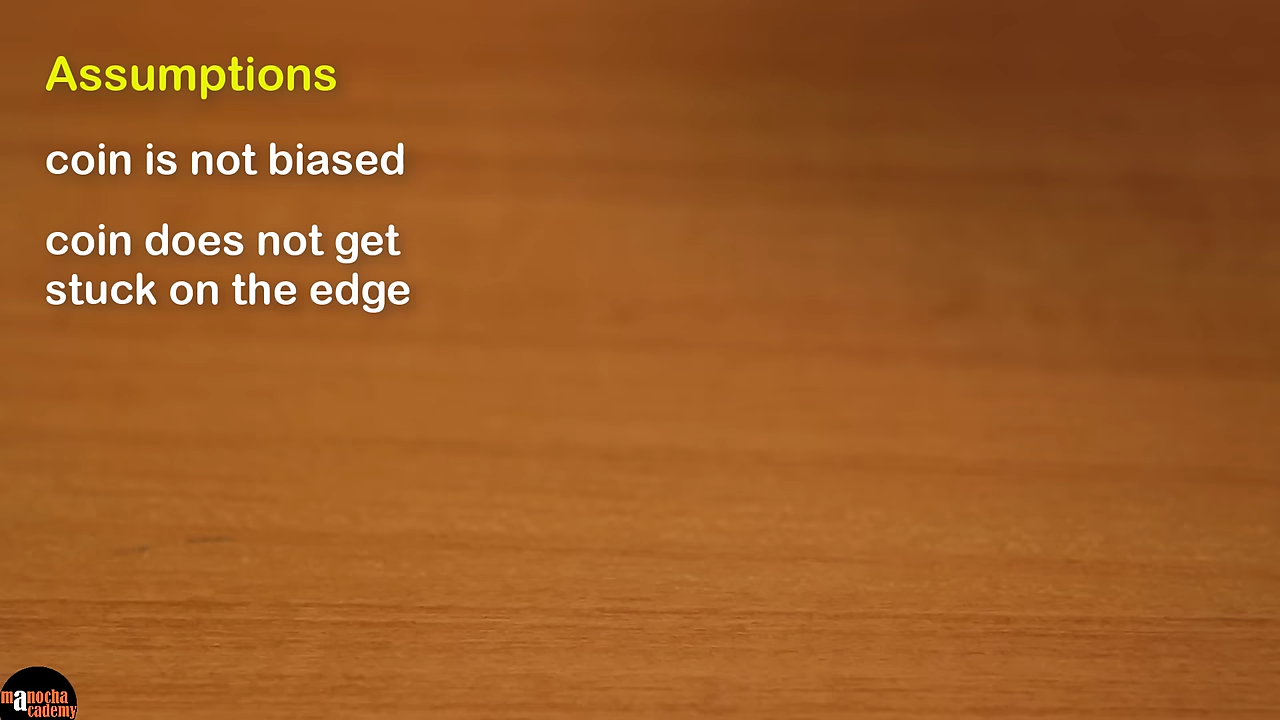 Assumptions
coin is not biased
coin does not get
stuck on the edge
manocha
academy